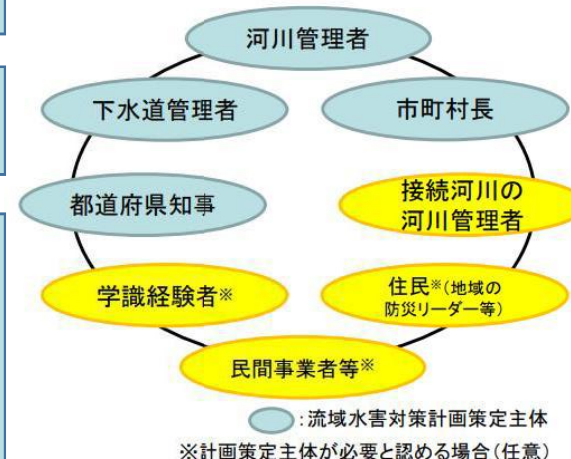 河川管理者
下水道管理者
市町村長
都道府県知事
接続河川の
河川管理者
学識経験者※
住民※(地域の
防災リーダー等)
民間事業者等※
:流域水害対策計画策定主体
※計画策定主体が必要と認める場合(任意)